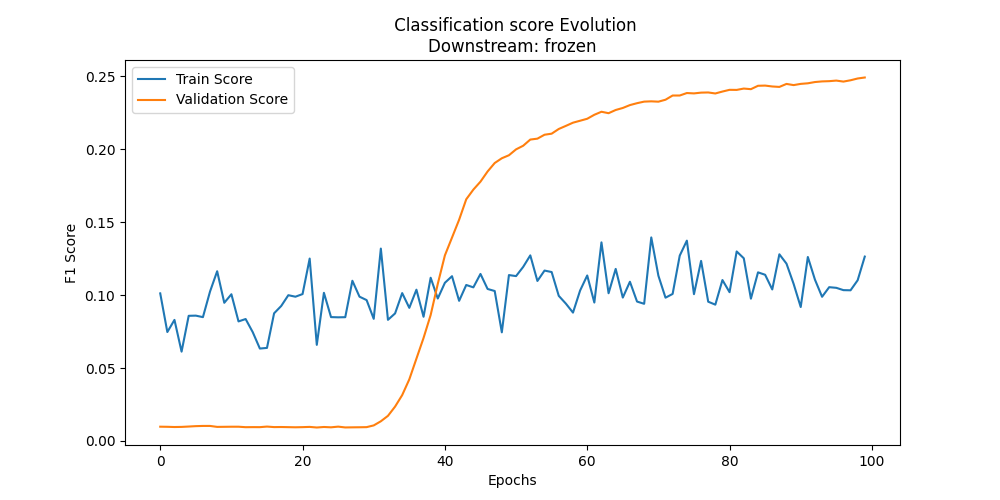 Classification score Evolution
Downstream: frozen
Train Score
Validation Score
F1 Score
0.25
0.20
0.15
0.10
0.05
0.00
0
20
40
60
80
100
Epochs